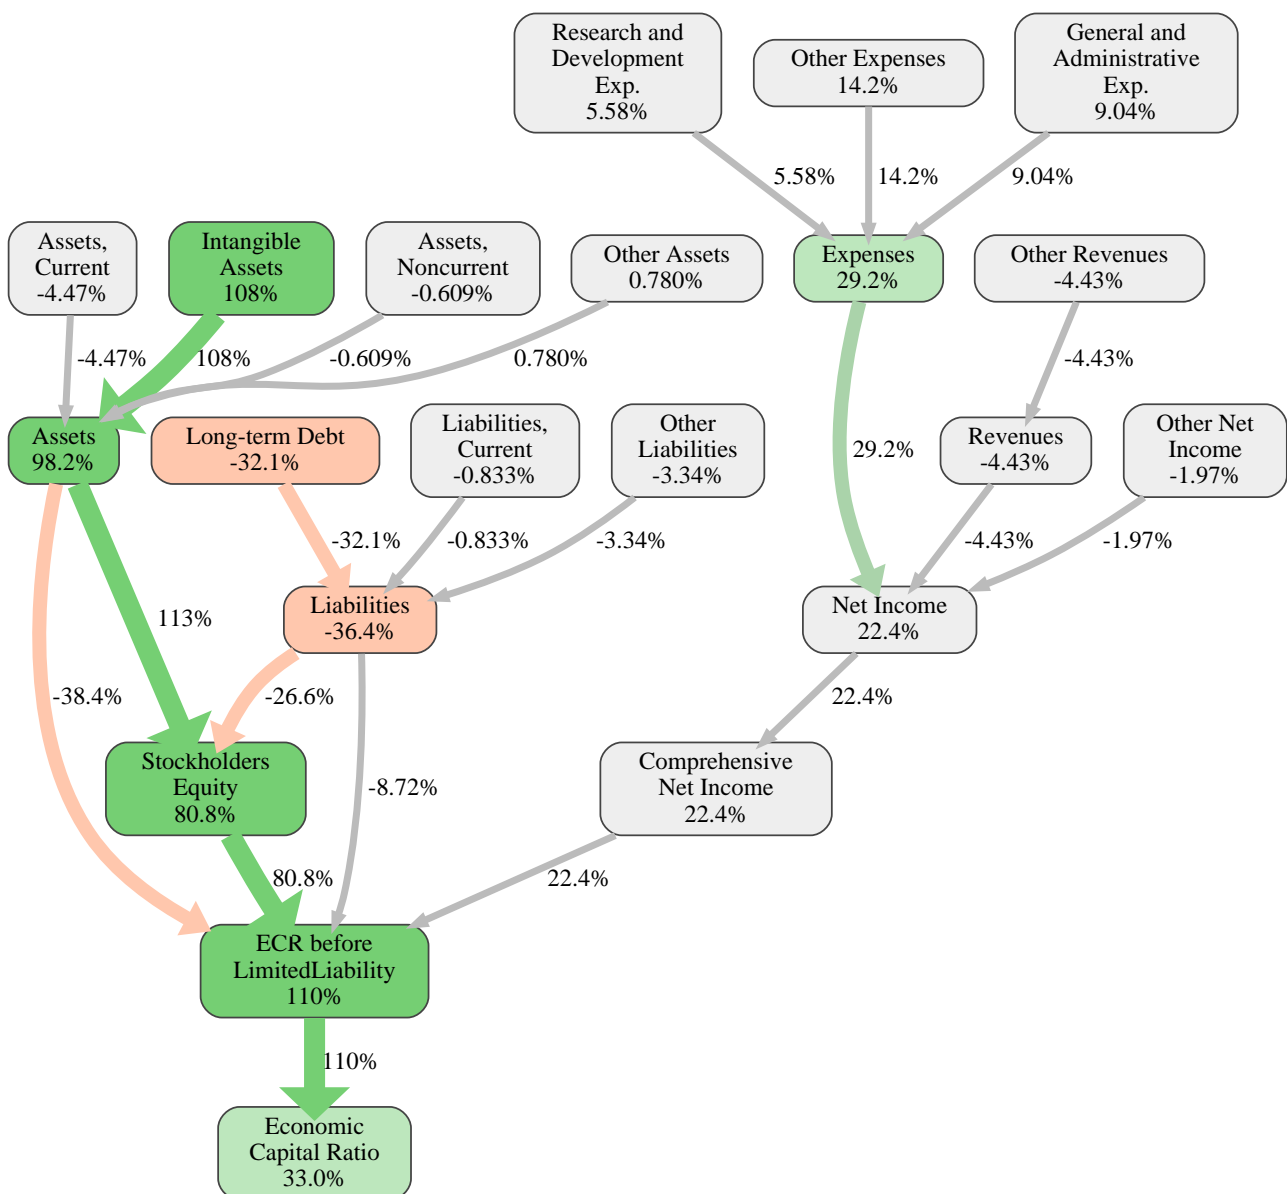 Research and
Development
Exp.
5.58%
Other Expenses
14.2%
General and
Administrative
Exp.
9.04%
5.58%
14.2%
9.04%
Assets,
Current
-4.47%
Intangible
Assets
108%
Assets,
Noncurrent
-0.609%
Other Assets
0.780%
Expenses
29.2%
Other Revenues
-4.43%
-4.47%
108%
-0.609%
0.780%
-4.43%
Assets
98.2%
Long-term Debt
-32.1%
Liabilities,
Current
-0.833%
Other
Liabilities
-3.34%
29.2%
Revenues
-4.43%
Other Net
Income
-1.97%
-32.1%
-0.833%
-3.34%
-4.43%
-1.97%
113%
Liabilities
-36.4%
Net Income
22.4%
-38.4%
-26.6%
22.4%
Stockholders
Equity
80.8%
-8.72%
Comprehensive
Net Income
22.4%
80.8%
22.4%
ECR before
LimitedLiability
110%
110%
Economic
Capital Ratio
33.0%